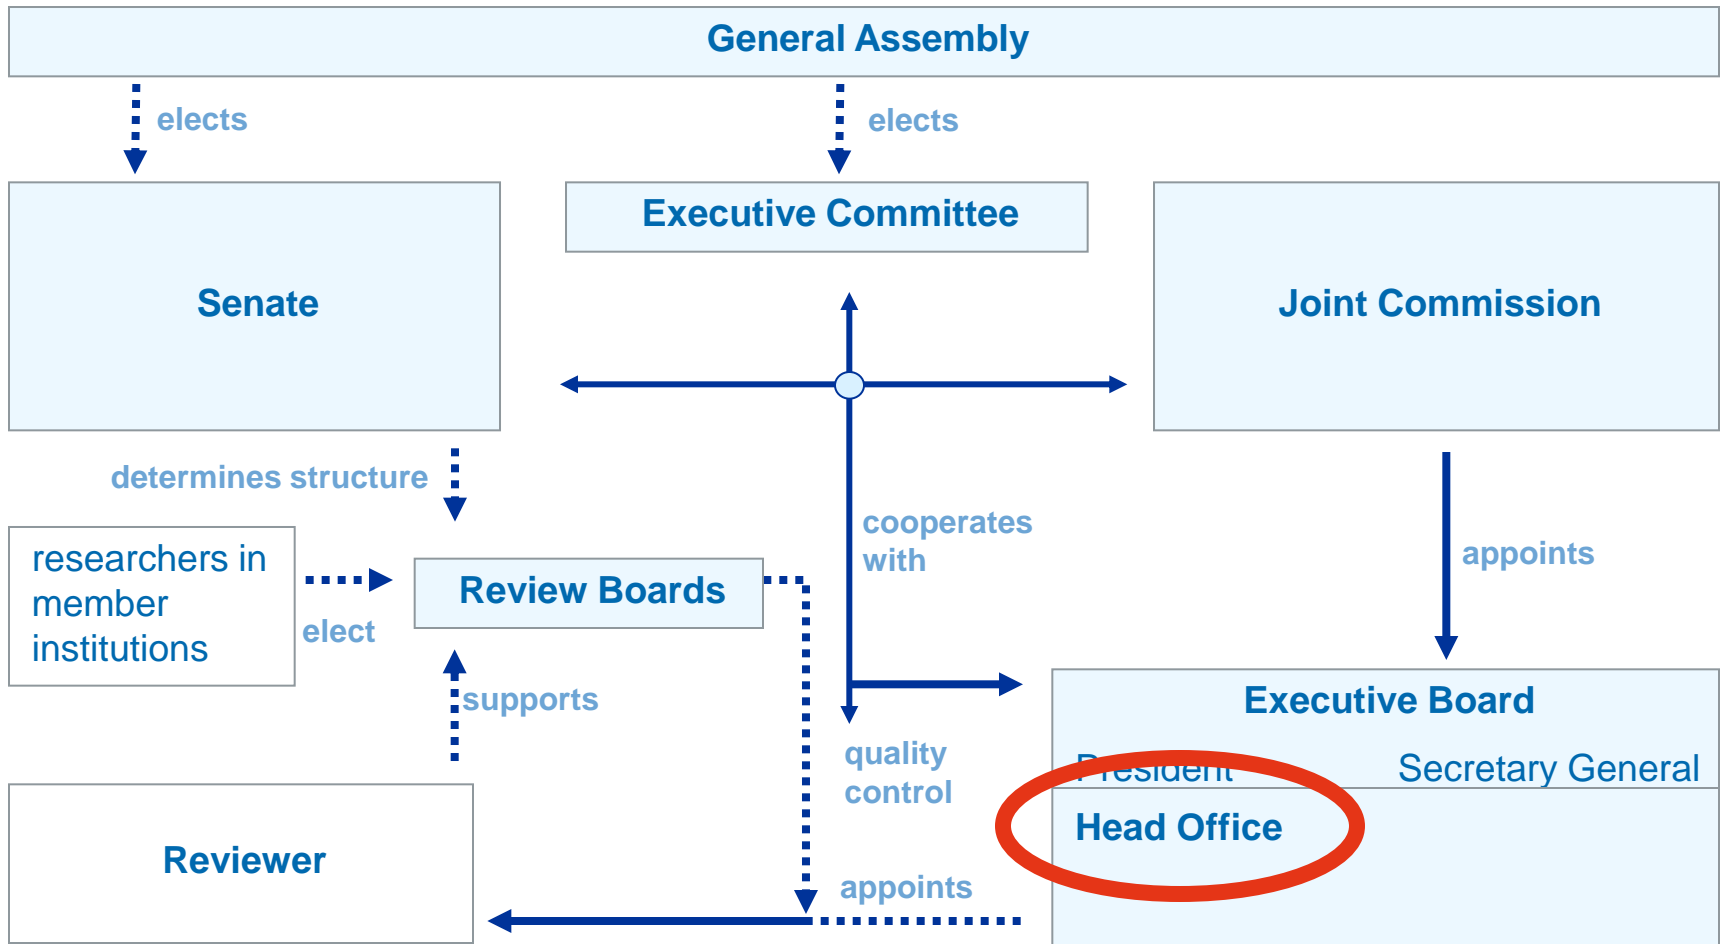 General Assembly
elects
elects
Senate
Executive Committee
Joint Commission
determines structure
cooperates
with
appoints
researchers in
member
institutions
elect
Review Boards
supports
quality
control
Executive Board
President
Secretary General
Head Office
Reviewer
appoints